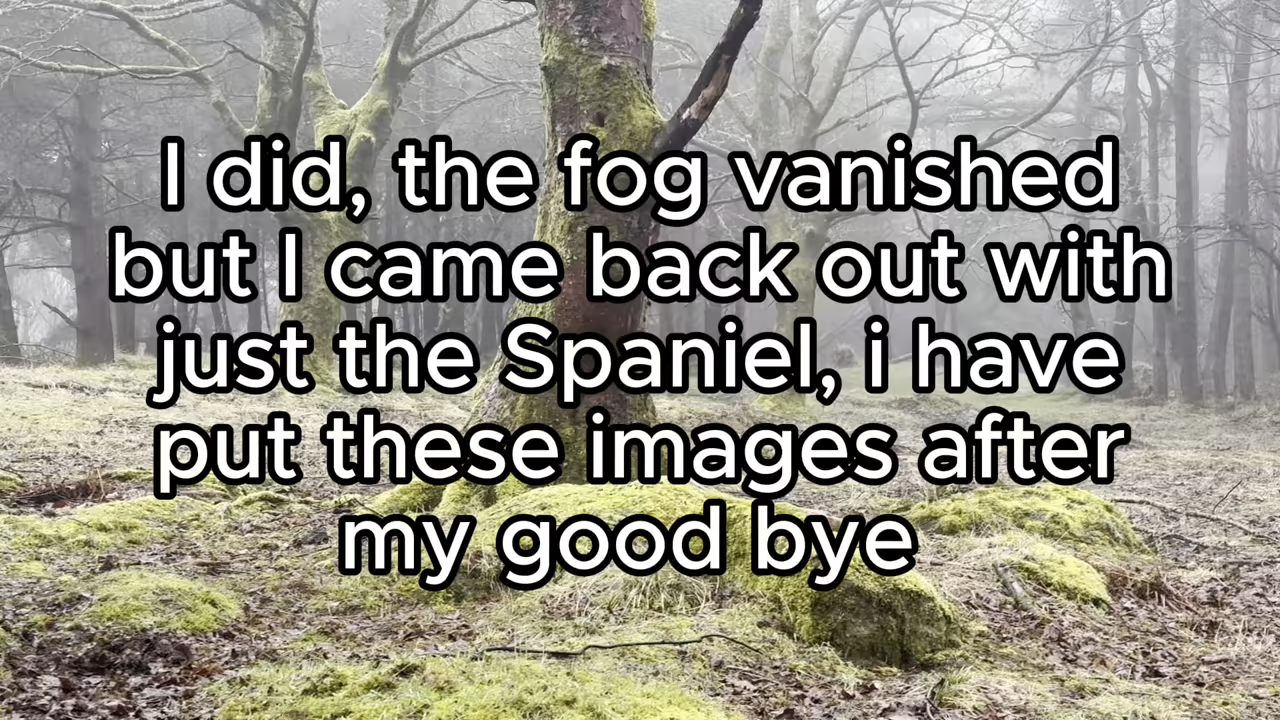 I did, the fog vanished
but I came back out with
just the Spaniel, i have
put these images after
my good bye